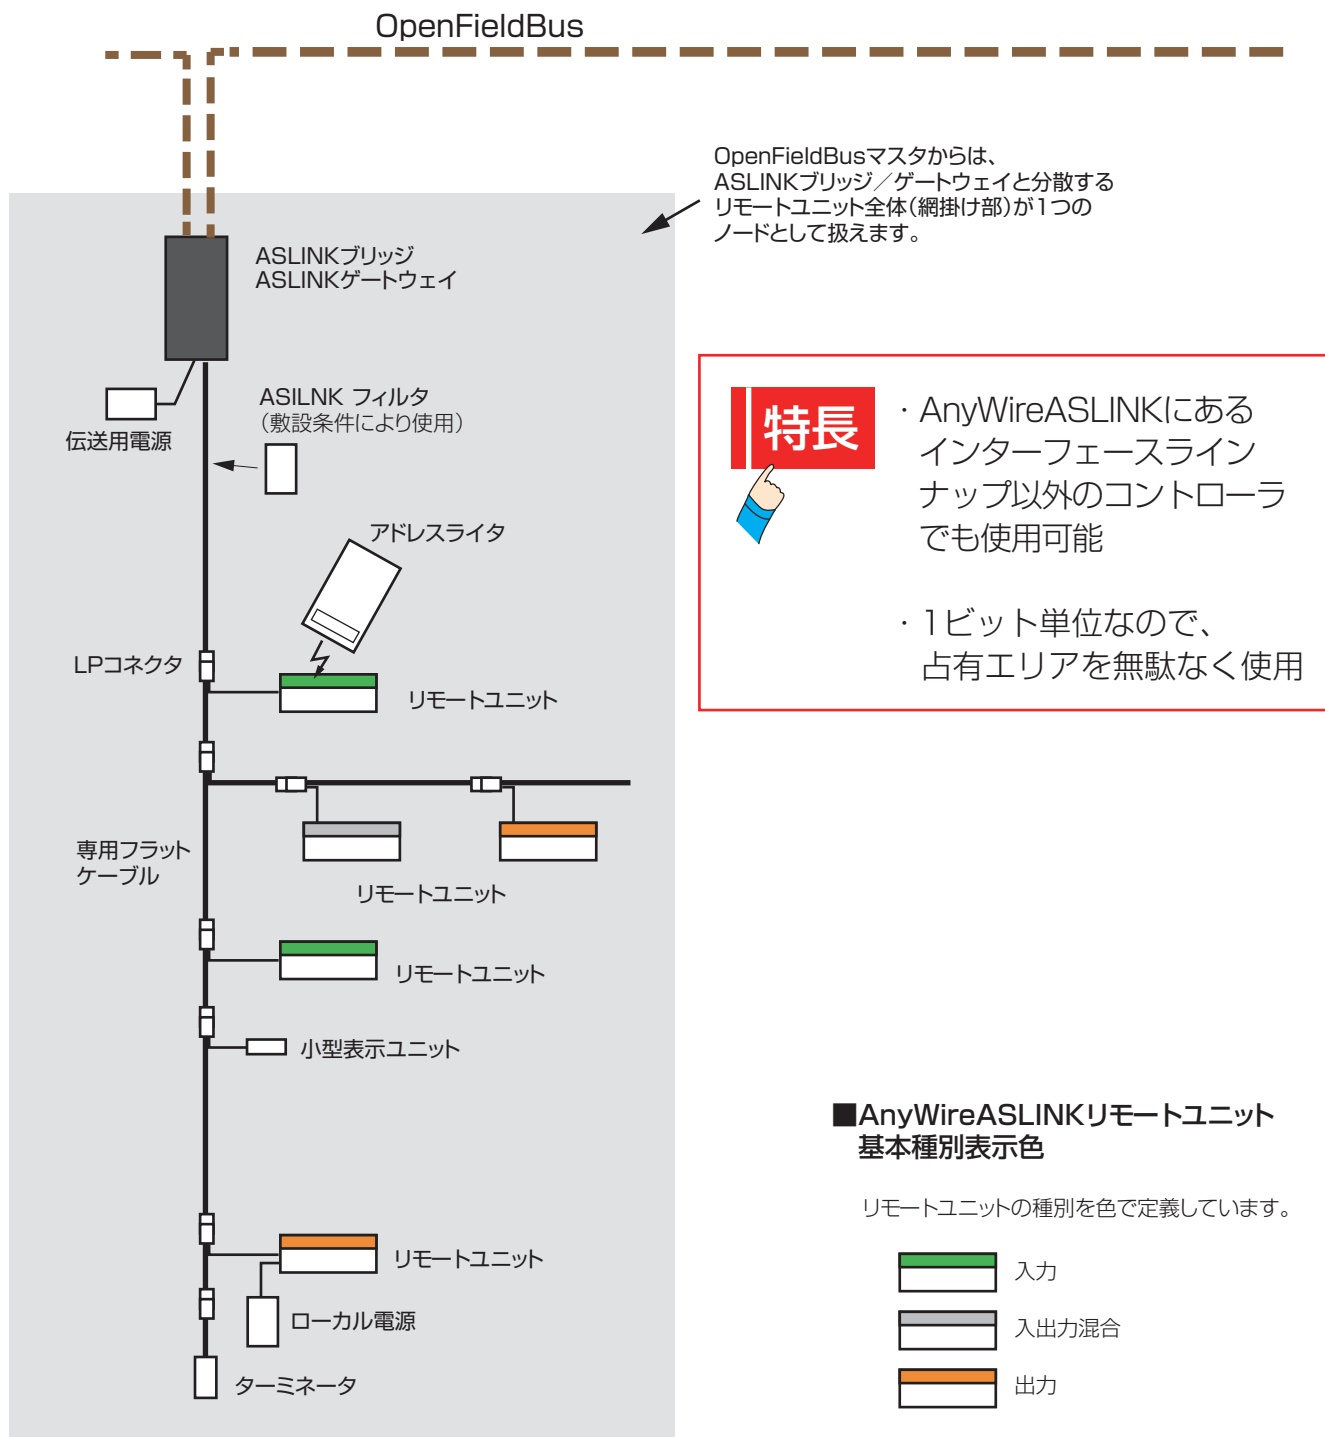 OpenFieldBus
OpenFieldBusマスタからは、
ASLINKブリッジ／ゲートウェイと分散する
リモートユニット全体（網掛け部）が1つの
ノードとして扱えます。
ASLINKブリッジ
ASLINKゲートウェイ
伝送用電源
ASILNK フィルタ
（敷設条件により使用）
特長
・AnyWireASLINKにある
インターフェースライン
ナップ以外のコントローラ
でも使用可能
・1ビット単位なので、
占有エリアを無駄なく使用
アドレスライタ
LPコネクタ
リモートユニット
専用フラット
ケーブル
リモートユニット
リモートユニット
小型表示ユニット
リモートユニット
ローカル電源
ターミネータ
■AnyWireASLINKリモートユニット
基本種別表示色
リモートユニットの種別を色で定義しています。
入力
入出力混合
出力